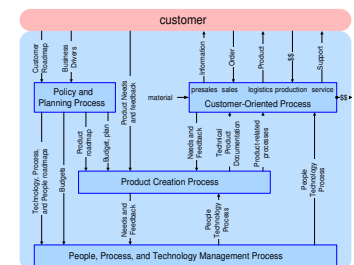 customer
Customer
Roadmap
Business
Drivers
Product Needs
and feedback
Information
Order
Product
$$
Support
Policy and
Planning Process
material
presales sales logistics production service
Customer-Oriented Process
$$
Technology, Process,
and People roadmaps
Budgets
Product
roadmap
Budget, plan
Needs and
Feedback
Technical
Product
Documentation
Product-related
processes
People
Technology
Process
Product Creation Process
Needs and
Feedback
People
Technology
Process
People, Process, and Technology Management Process